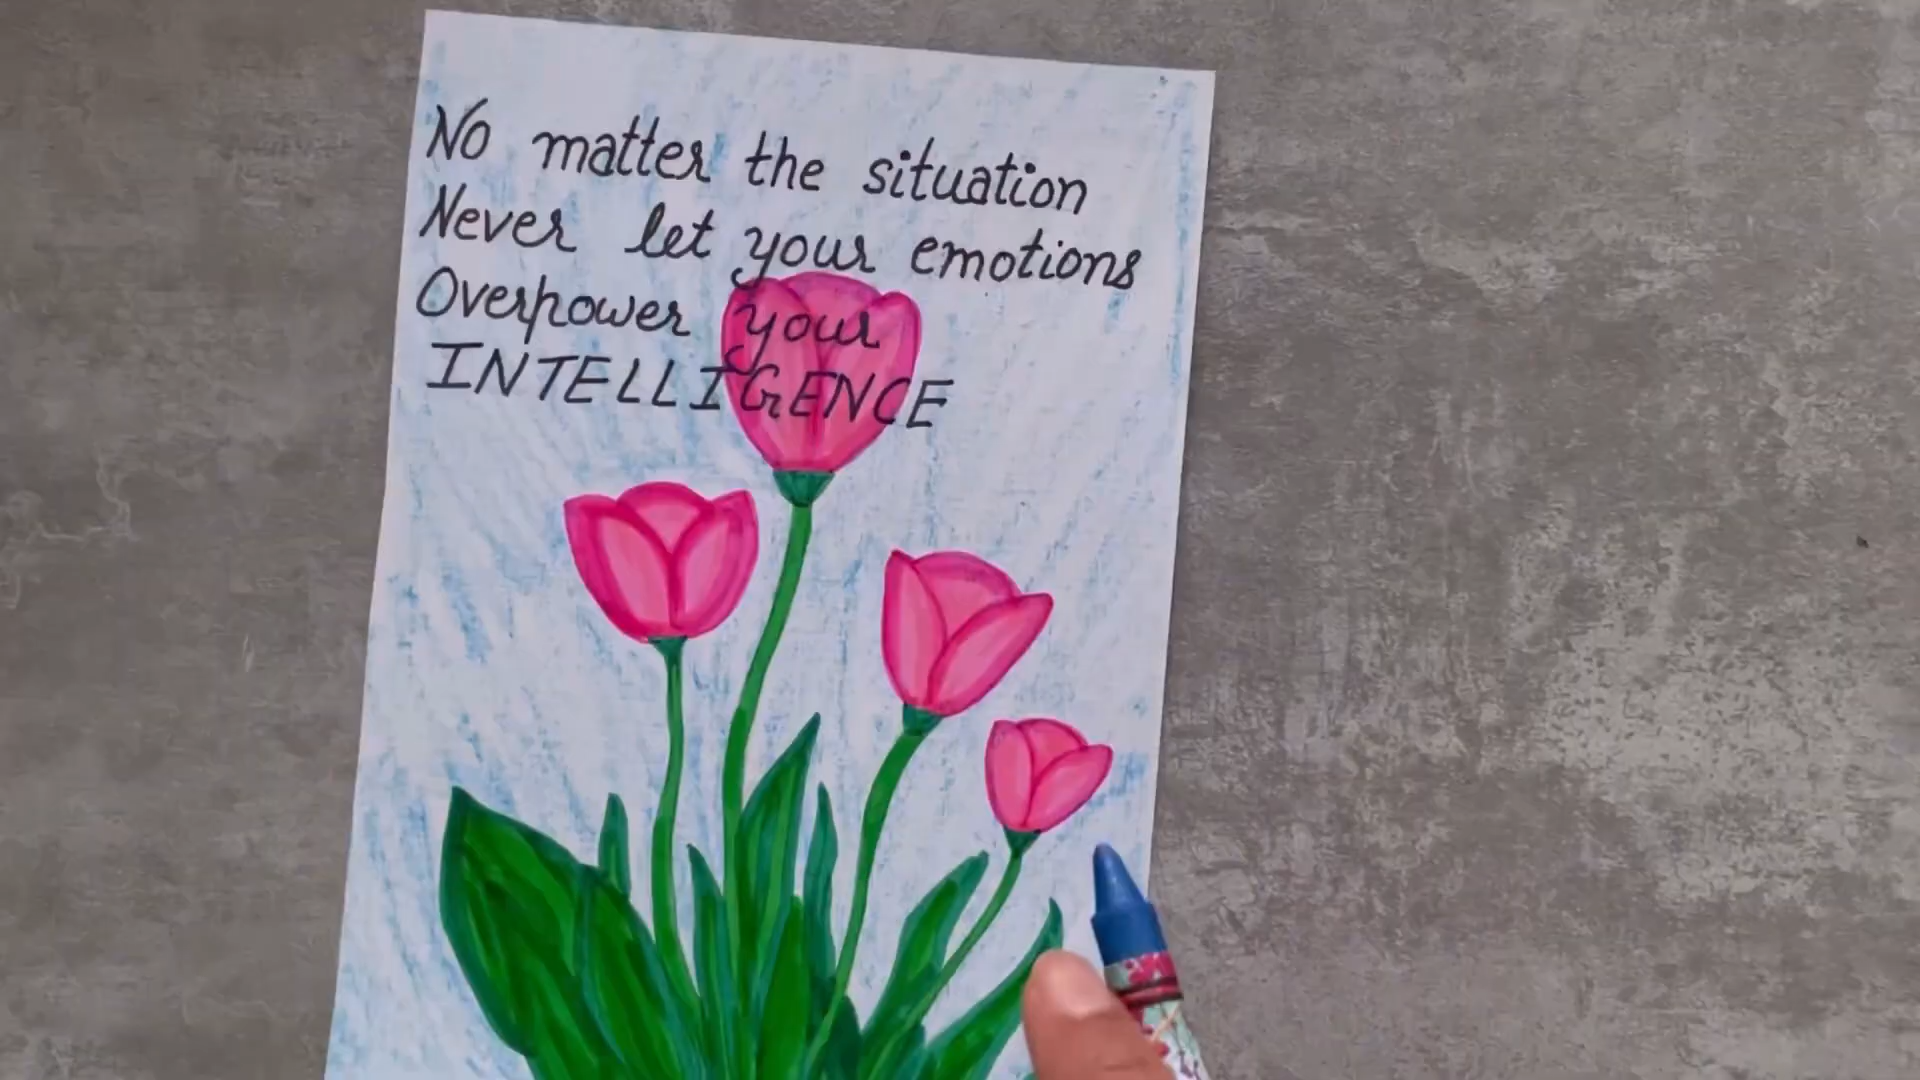 No matter the situation
Never let your emotions
Overpower your
INTELLIGENCE